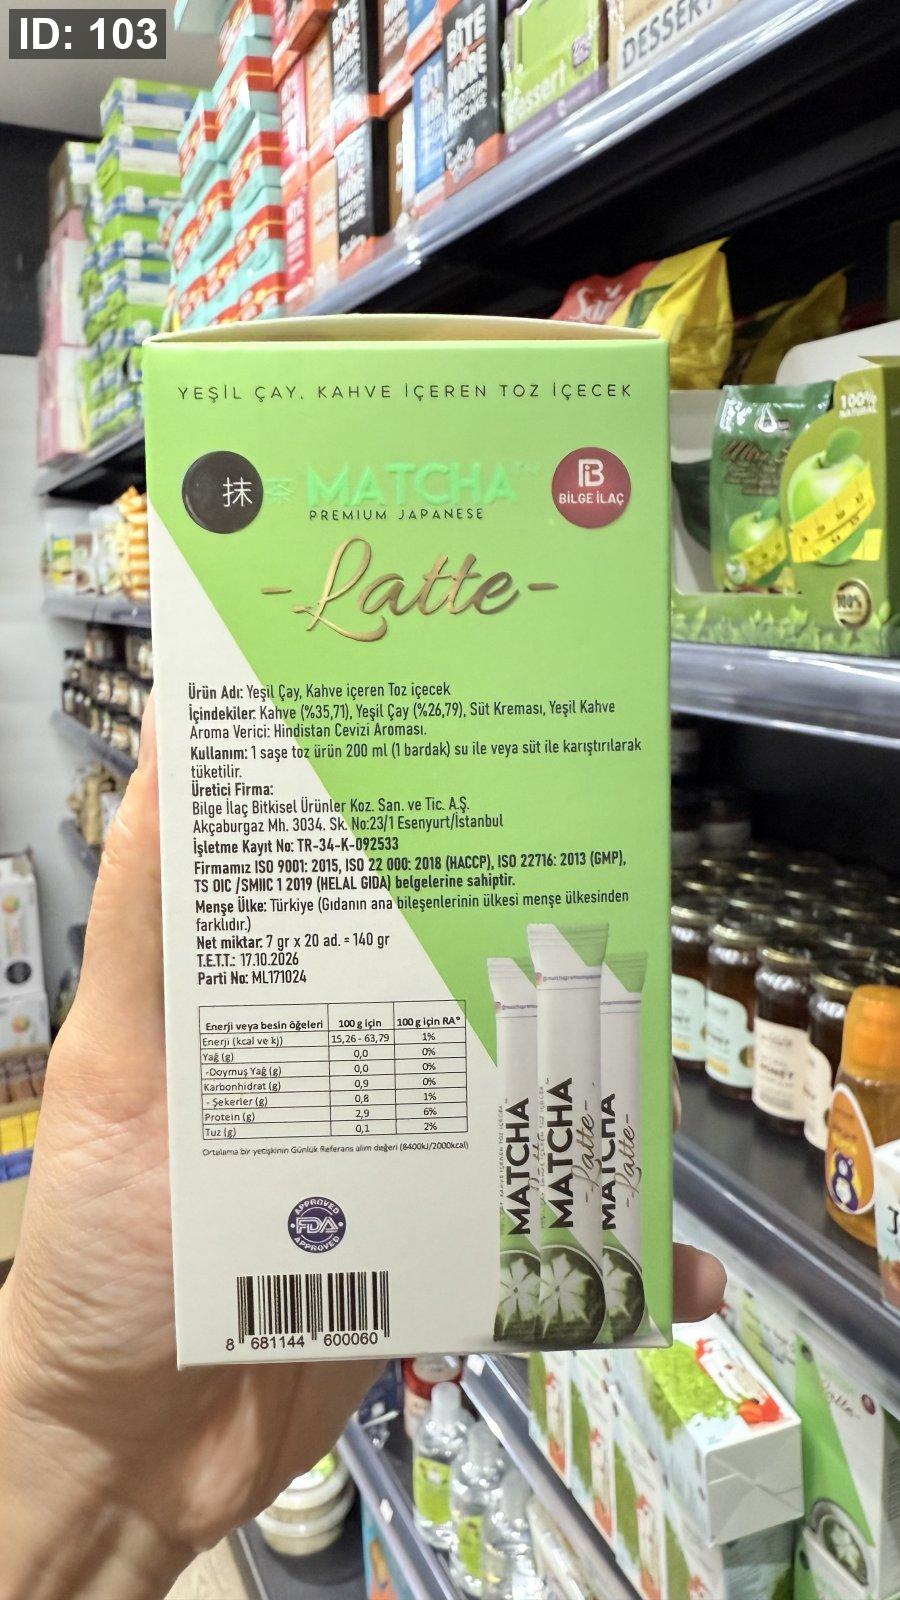 ID: 103
BITE MORE
DESSERT
100% NATURAL
YEŞİL ÇAY, KAHVE İÇEREN TOZ İÇECEK
抹茶 MATCHA™
PREMIUM JAPANESE
BİLGE İLAÇ
-Latte-
Ürün Adı: Yeşil Çay, Kahve içeren Toz içecek
İçindekiler: Kahve (%35,71), Yeşil Çay (%26,79), Süt Kreması, Yeşil Kahve
Aroma Verici: Hindistan Cevizi Aroması.
Kullanım: 1 saşe toz ürün 200 ml (1 bardak) su ile veya süt ile karıştırılarak
tüketilir.
Üretici Firma:
Bilge İlaç Bitkisel Ürünler Koz. San. ve Tic. A.Ş.
Akçaburgaz Mh. 3034. Sk. No:23/1 Esenyurt/İstanbul
İşletme Kayıt No: TR-34-K-092533
Firmamız ISO 9001: 2015, ISO 22 000: 2018 (HACCP), ISO 22716: 2013 (GMP),
TS OIC /SMIIC 1 2019 (HELAL GIDA) belgelerine sahiptir.
Menşe Ülke: Türkiye (Gıdanın ana bileşenlerinin ülkesi menşe ülkesinden
farklıdır.)
Net miktar: 7 gr x 20 ad. = 140 gr
T.E.T.T.: 17.10.2026
Parti No: ML171024
Enerji veya besin öğeleri 100 g için 100 g için RA*
Enerji (kcal ve kj) 15,26 - 63,79 1%
Yağ (g) 0,0 0%
-Doymuş Yağ (g) 0,0 0%
Karbonhidrat (g) 0,9 0%
- Şekerler (g) 0,8 1%
Protein (g) 2,9 6%
Tuz (g) 0,1 2%
Ortalama bir yetişkinin Günlük Referans alım değeri (8400kJ/2000kcal)
MATCHA
MATCHA
-Latte-
MATCHA
-Latte-
APPROVED
FDA
APPROVED
8 681144 600060